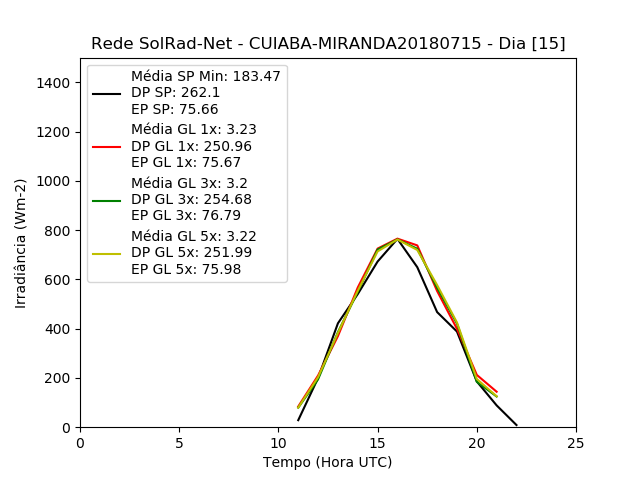 Rede SolRad-Net - CUIABA-MIRANDA20180715 - Dia [15]
Média SP Min: 183.47
DP SP: 262.1
EP SP: 75.66
Média GL 1x: 3.23
DP GL 1x: 250.96
EP GL 1x: 75.67
Média GL 3x: 3.2
DP GL 3x: 254.68
EP GL 3x: 76.79
Média GL 5x: 3.22
DP GL 5x: 251.99
EP GL 5x: 75.98
Irradiância (Wm-2)
1400
1200
1000
800
600
400
200
0
0 5 10 15 20 25
Tempo (Hora UTC)